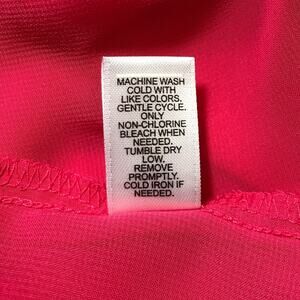 MACHINE WASH
COLD WITH
LIKE COLORS.
GENTLE CYCLE.
ONLY
NON-CHLORINE
BLEACH WHEN
NEEDED.
TUMBLE DRY
LOW.
REMOVE
PROMPTLY.
COLD IRON IF
NEEDED.